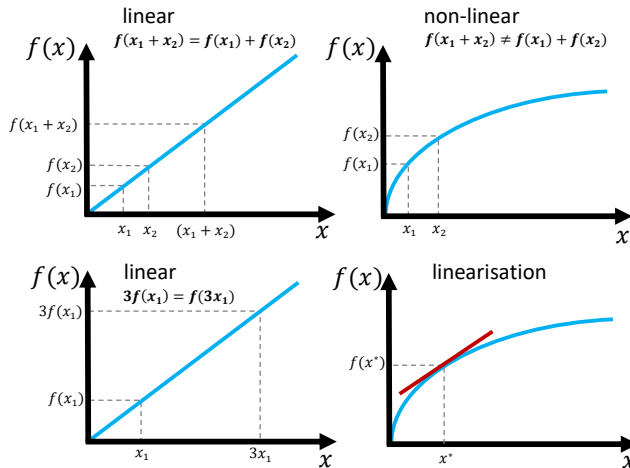 linear
f(x₁ + x₂) = f(x₁) + f(x₂)
f(x)
f(x₁ + x₂)
f(x₂)
f(x₁)
x₁ x₂ (x₁ + x₂)
x
non-linear
f(x₁ + x₂) ≠ f(x₁) + f(x₂)
f(x)
f(x₂)
f(x₁)
x₁ x₂
x
linear
3f(x₁) = f(3x₁)
f(x)
3f(x₁)
f(x₁)
x₁ 3x₁
x
linearisation
f(x)
f(x*)
x*
x